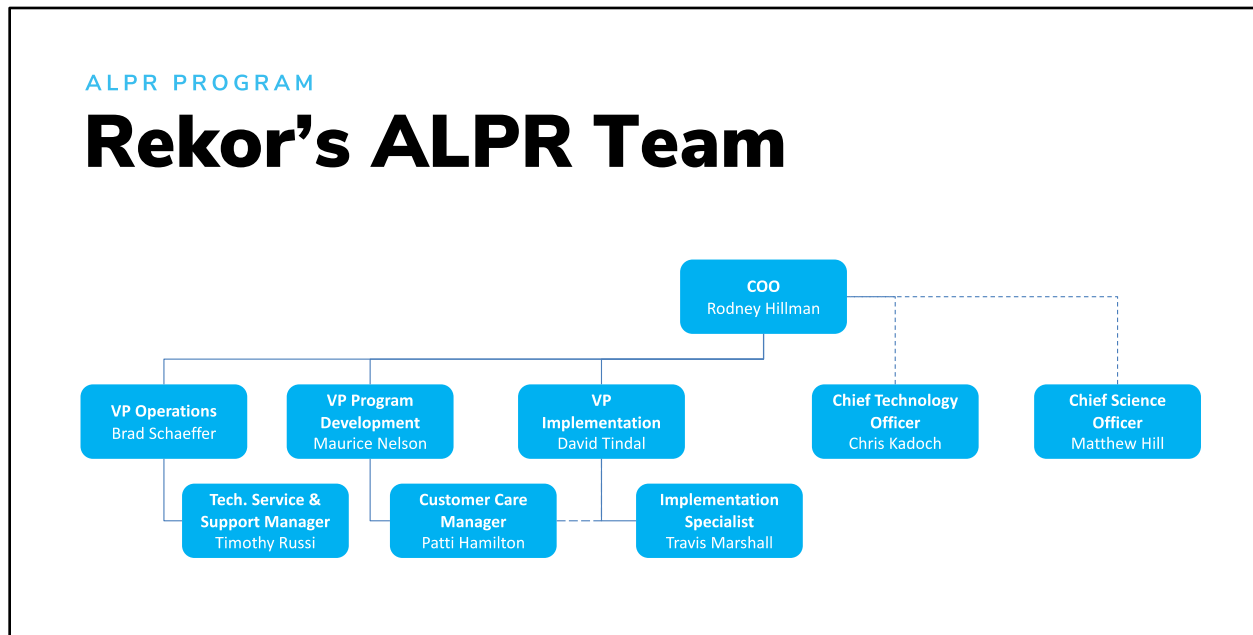 ALPR PROGRAM
Rekor’s ALPR Team
COO
Rodney Hillman
VP Operations
Brad Schaeffer
VP Program
Development
Maurice Nelson
VP
Implementation
David Tindal
Chief Technology
Officer
Chris Kadoch
Chief Science
Officer
Matthew Hill
Tech. Service &
Support Manager
Timothy Russi
Customer Care
Manager
Patti Hamilton
Implementation
Specialist
Travis Marshall